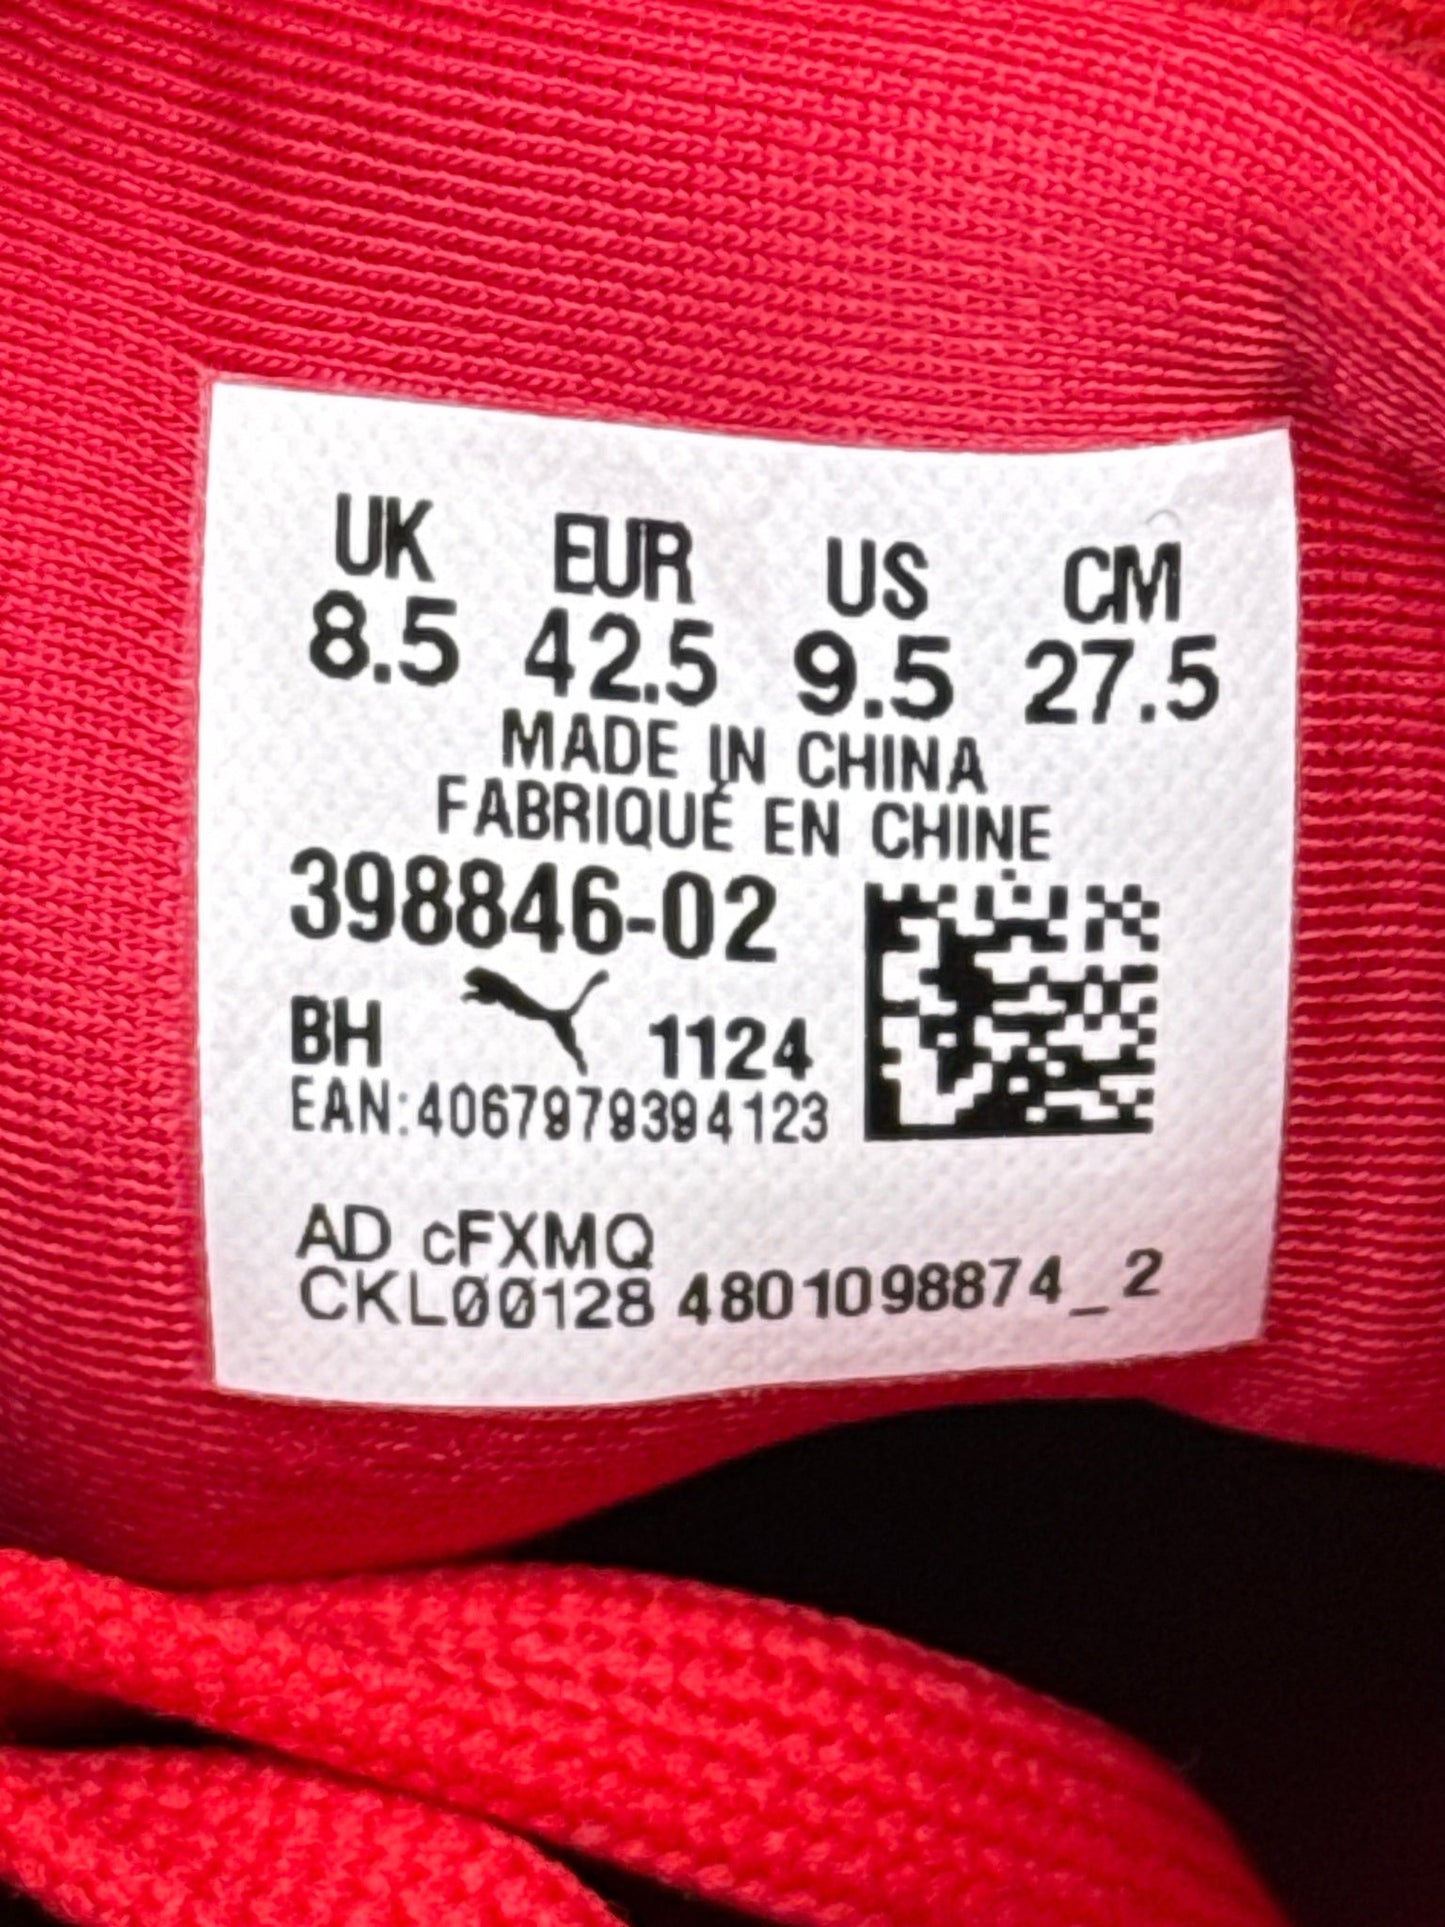 UK EUR US CM
8.5 42.5 9.5 27.5
MADE IN CHINA
FABRIQUÉ EN CHINE
398846-02
BH 1124
EAN:4067979394123
AD cFXMQ
CKL00128 4801098874_2